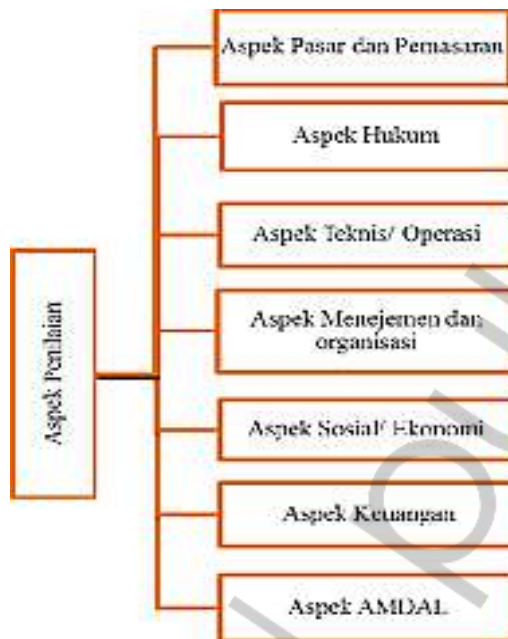 Aspek Pasar dan Pemasaran
Aspek Hukum
Aspek Teknis/ Operasi
Aspek Penilaian
Aspek Menejemen dan
organisasi
Aspek Sosial/ Ekonomi
Aspek Keuangan
Aspek AMDAL